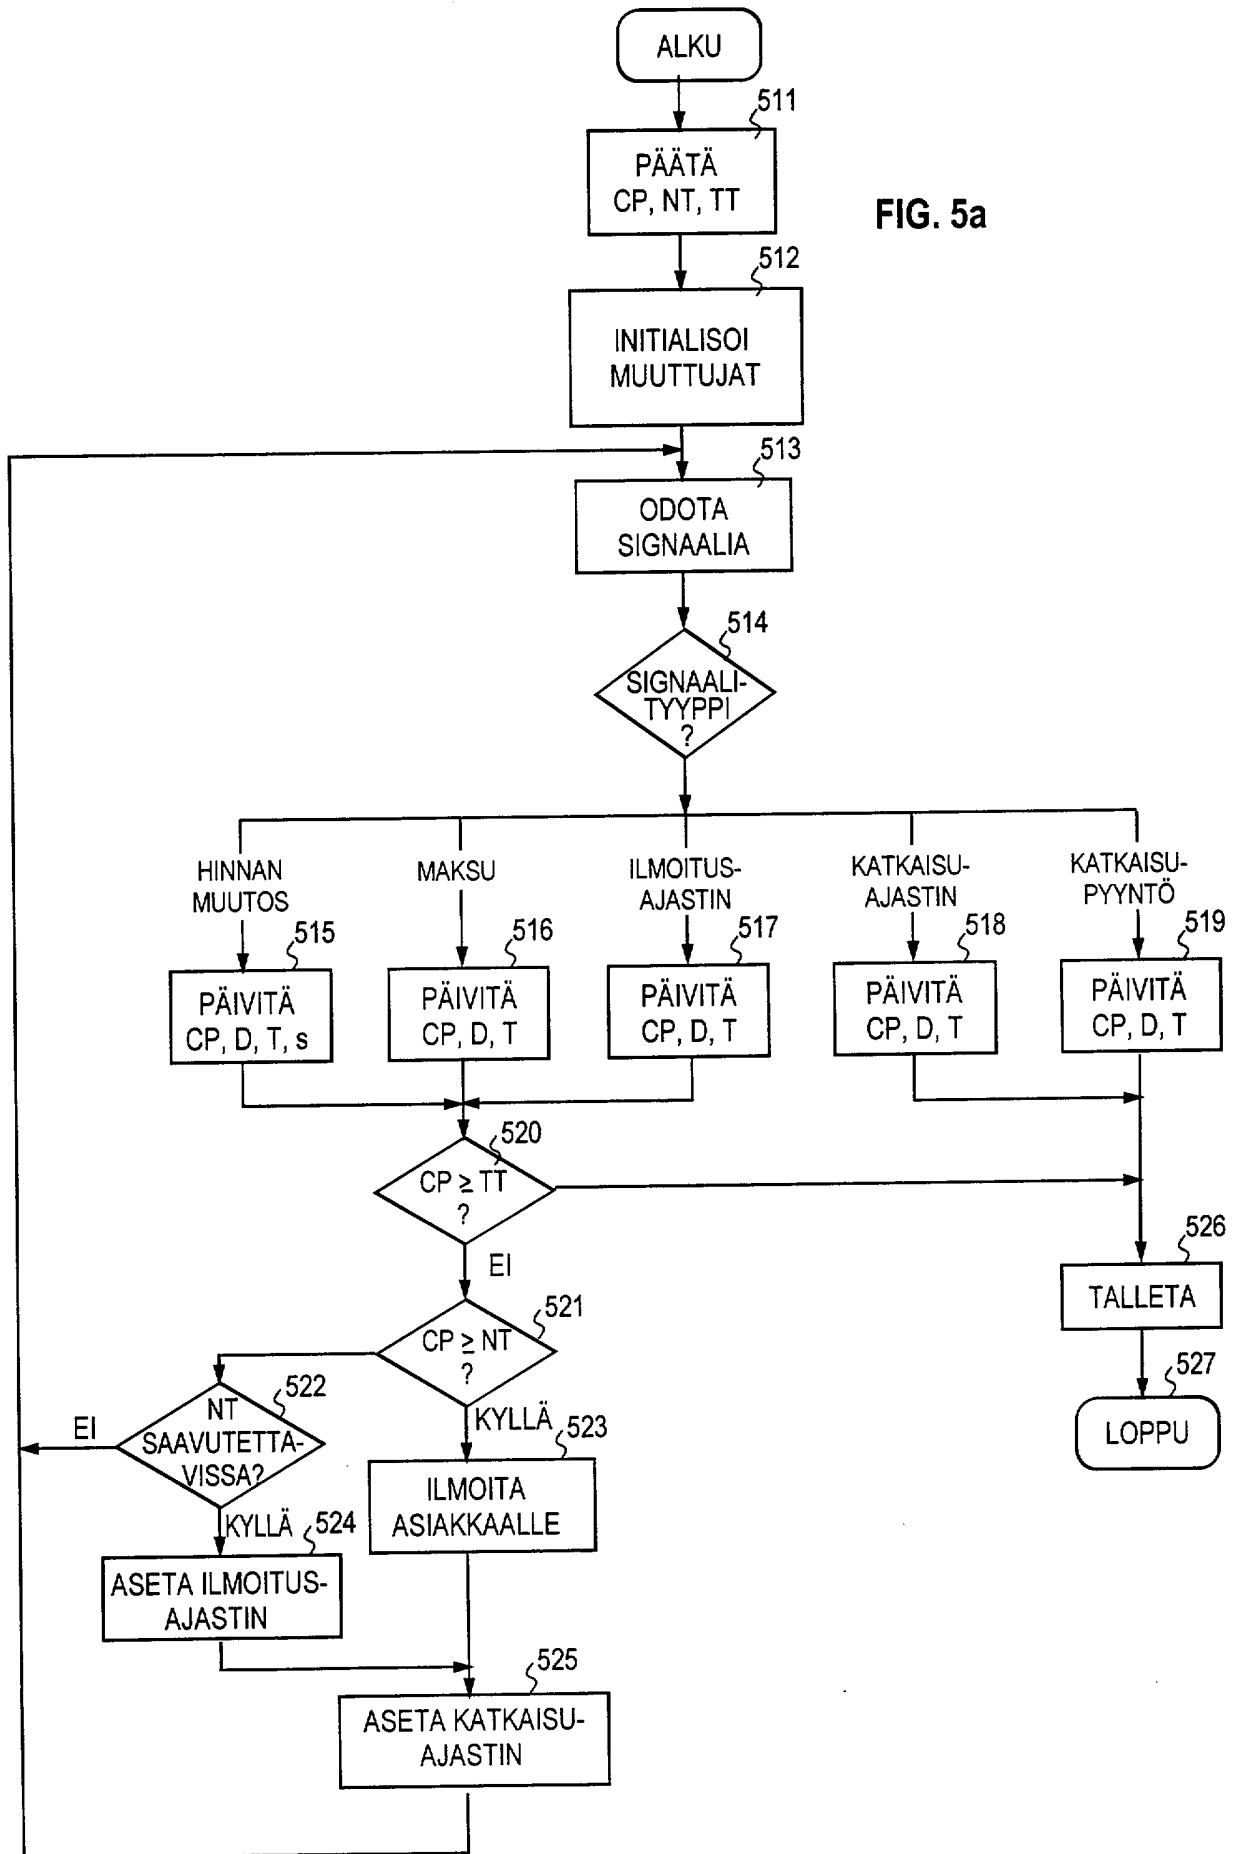 ALKU
511
PÄÄTÄ
CP, NT, TT
FIG. 5a
512
INITIALISOI
MUUTTUJAT
513
ODOTA
SIGNAALIA
514
SIGNAALI-
TYYPPI
?
HINNAN
MUUTOS
MAKSU
ILMOITUS-
AJASTIN
KATKAISU-
AJASTIN
KATKAISU-
PYYNTÖ
515
PÄIVITÄ
CP, D, T, s
516
PÄIVITÄ
CP, D, T
517
PÄIVITÄ
CP, D, T
518
PÄIVITÄ
CP, D, T
519
PÄIVITÄ
CP, D, T
520
CP ≥ TT
?
EI
521
CP ≥ NT
?
526
TALLETA
527
LOPPU
522
NT
SAAVUTETTA-
VISSA?
EI
KYLLÄ
523
ILMOITA
ASIAKKAALLE
KYLLÄ
524
ASETA ILMOITUS-
AJASTIN
525
ASETA KATKAISU-
AJASTIN